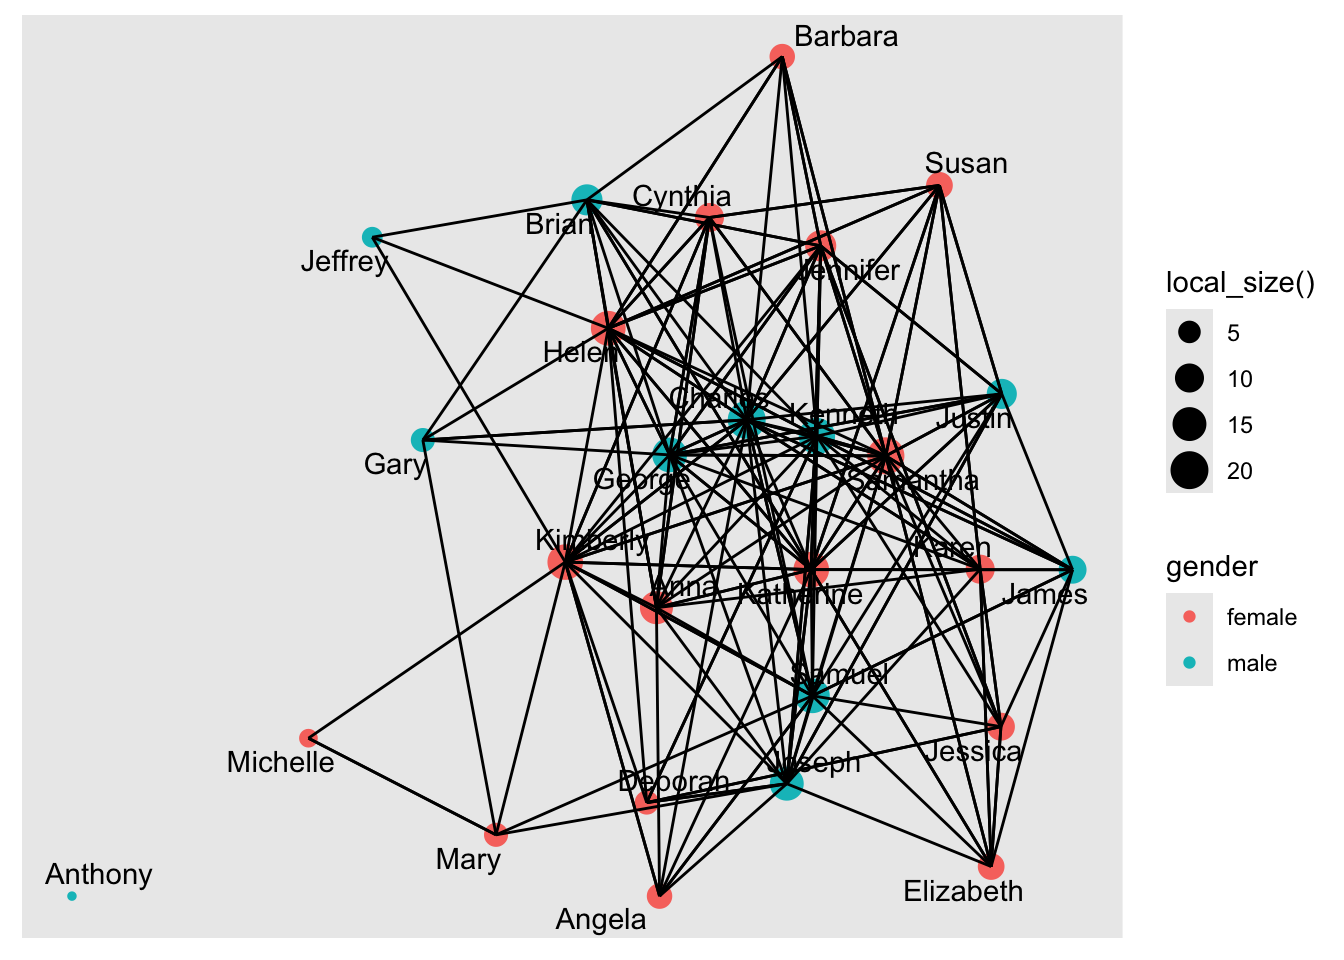 Barbara
Susan
Cynthia
Brian
Jeffrey
Jennifer
Helen
Charles
Kenneth
Justin
Gary
George
Samantha
Kimberly
Karen
Anna
Katherine
James
Samuel
Michelle
Jessica
Joseph
Deborah
Mary
Anthony
Elizabeth
Angela
local_size()
5
10
15
20
gender
female
male